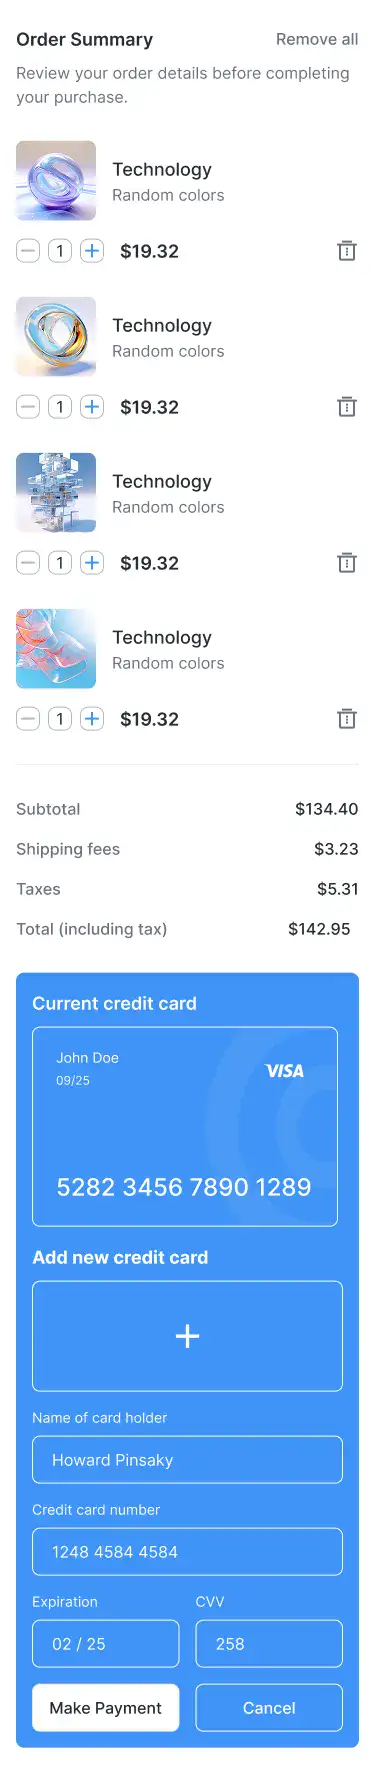 Order Summary
Remove all
Review your order details before completing
your purchase.
Technology
Random colors
1
$19.32
Technology
Random colors
1
$19.32
Technology
Random colors
1
$19.32
Technology
Random colors
1
$19.32
Subtotal $134.40
Shipping fees $3.23
Taxes $5.31
Total (including tax) $142.95
Current credit card
John Doe
09/25
VISA
5282 3456 7890 1289
Add new credit card
Name of card holder
Howard Pinsaky
Credit card number
1248 4584 4584
Expiration CVV
02 / 25 258
Make Payment Cancel